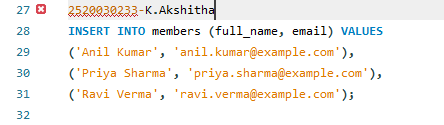 27 2520030233-K.Akshitha
28 INSERT INTO members (full_name, email) VALUES
29 ('Anil Kumar', 'anil.kumar@example.com'),
30 ('Priya Sharma', 'priya.sharma@example.com'),
31 ('Ravi Verma', 'ravi.verma@example.com');
32